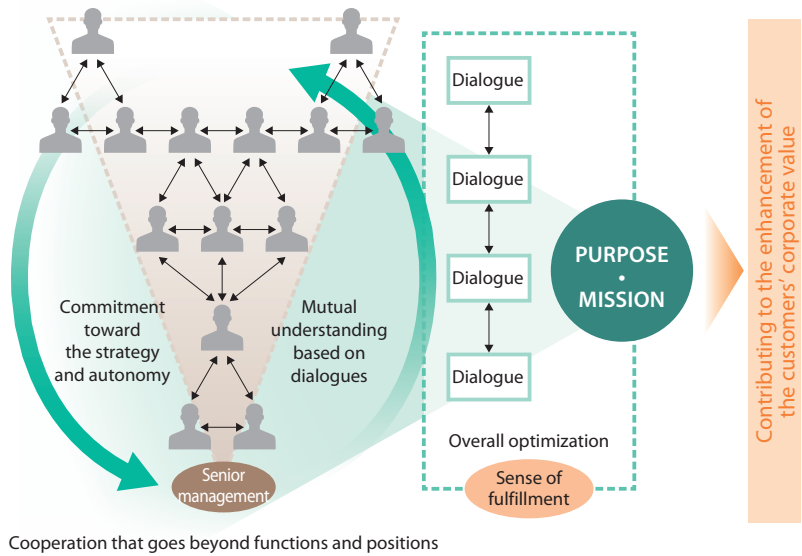 Commitment
toward
the strategy
and autonomy
Mutual
understanding
based on
dialogues
Senior
management
Cooperation that goes beyond functions and positions
Dialogue
Dialogue
Dialogue
Dialogue
PURPOSE
•
MISSION
Overall optimization
Sense of
fulfillment
Contributing to the enhancement of
the customers’ corporate value